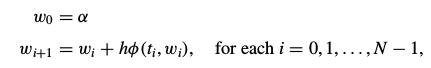 w₀ = α
wᵢ₊₁ = wᵢ + hϕ(tᵢ, wᵢ), for each i = 0, 1, . . . , N − 1,